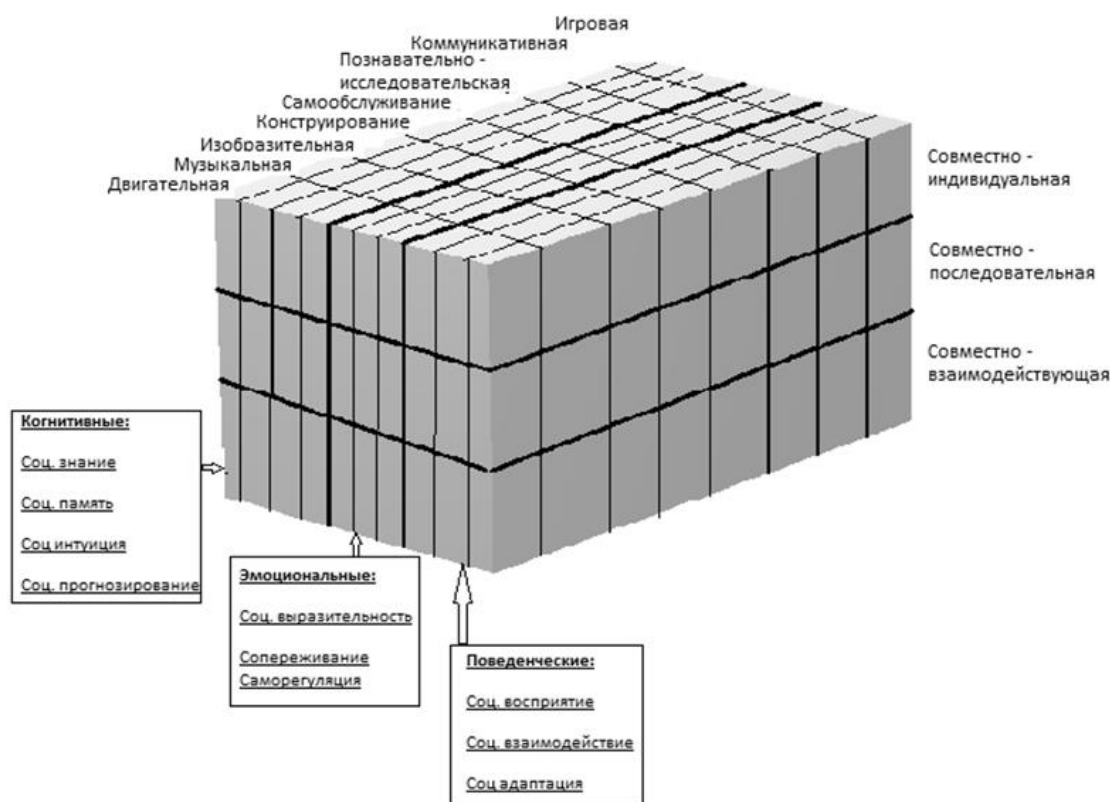 Игровая
Коммуникативная
Познавательно -
исследовательская
Самообслуживание
Конструирование
Изобразительная
Музыкальная
Двигательная
Совместно -
индивидуальная
Совместно -
последовательная
Совместно -
взаимодействующая
Когнитивные:
Соц. знание
Соц. память
Соц интуиция
Соц. прогнозирование
Эмоциональные:
Соц. выразительность
Сопереживание
Саморегуляция
Поведенческие:
Соц. восприятие
Соц. взаимодействие
Соц адаптация